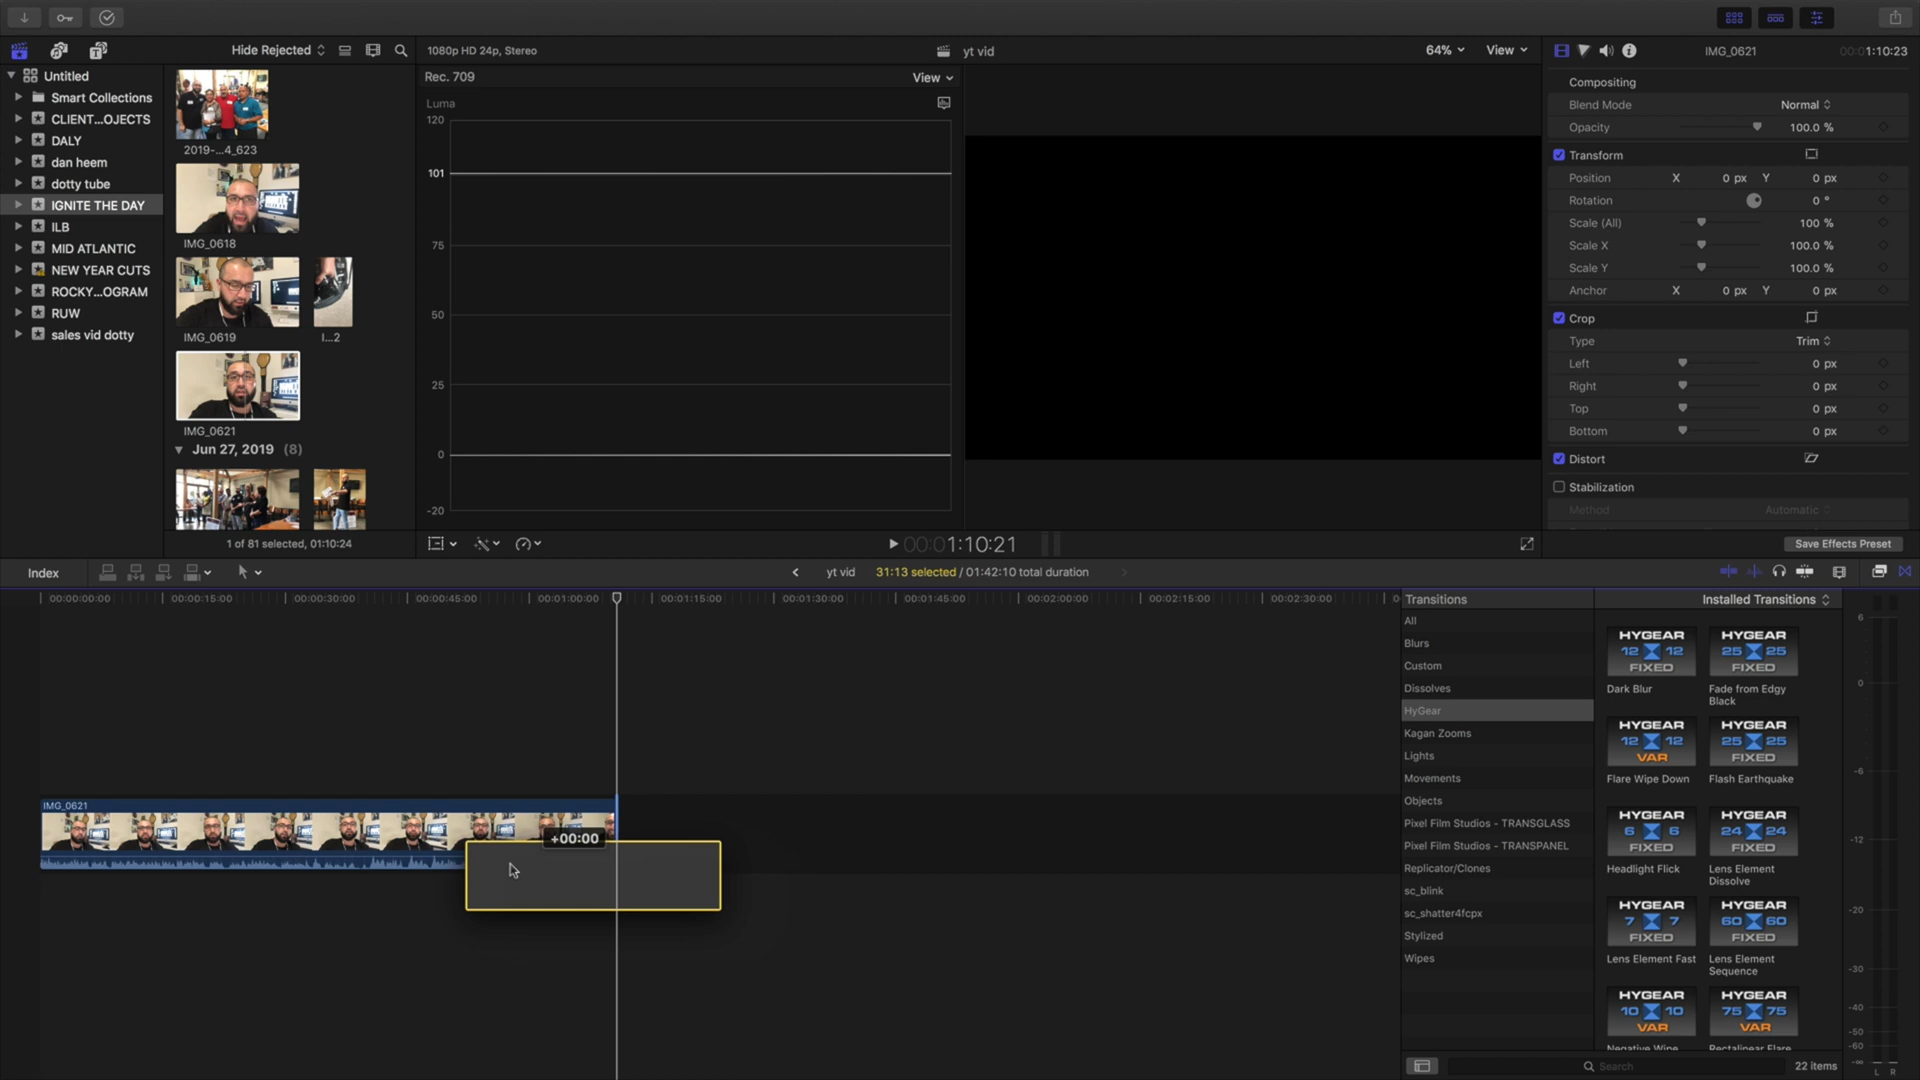 Hide Rejected
1080p HD 24p, Stereo
yt vid
64%
View
IMG_0621
00:01:10:23
Untitled
Smart Collections
CLIENT...OJECTS
DALY
dan heem
dotty tube
IGNITE THE DAY
ILB
MID ATLANTIC
NEW YEAR CUTS
ROCKY...OGRAM
RUW
sales vid dotty
2019-...4_623
IMG_0618
IMG_0619
I...2
IMG_0621
Jun 27, 2019 (8)
1 of 81 selected, 01:10:24
Rec. 709
View
Luma
120
101
75
50
25
0
-20
00:01:10:21
Compositing
Blend Mode
Normal
Opacity
100.0 %
Transform
Position
X
0 px
Y
0 px
Rotation
0 °
Scale (All)
100 %
Scale X
100.0 %
Scale Y
100.0 %
Anchor
X
0 px
Y
0 px
Crop
Type
Trim
Left
0 px
Right
0 px
Top
0 px
Bottom
0 px
Distort
Stabilization
Method
Automatic
Save Effects Preset
Index
yt vid
31:13 selected / 01:42:10 total duration
00:00:00:00
00:00:15:00
00:00:30:00
00:00:45:00
00:01:00:00
00:01:15:00
00:01:30:00
00:01:45:00
00:02:00:00
00:02:15:00
00:02:30:00
IMG_0621
+00:00
Transitions
Installed Transitions
All
Blurs
Custom
Dissolves
HyGear
Kagan Zooms
Lights
Movements
Objects
Pixel Film Studios - TRANSGLASS
Pixel Film Studios - TRANSPANEL
Replicator/Clones
sc_blink
sc_shatter4fcpx
Stylized
Wipes
HYGEAR
12 12
FIXED
Dark Blur
HYGEAR
25 25
FIXED
Fade from Edgy
Black
HYGEAR
12 12
VAR
Flare Wipe Down
HYGEAR
25 25
FIXED
Flash Earthquake
HYGEAR
6 6
FIXED
Headlight Flick
HYGEAR
24 24
FIXED
Lens Element
Dissolve
HYGEAR
7 7
FIXED
Lens Element Fast
HYGEAR
60 60
FIXED
Lens Element
Sequence
HYGEAR
10 10
VAR
Negative Wipe
HYGEAR
75 75
VAR
Rectalinear Flare
Search
22 items
6
0
-6
-12
-20
-30
-40
-50
-60
-∞
L
R